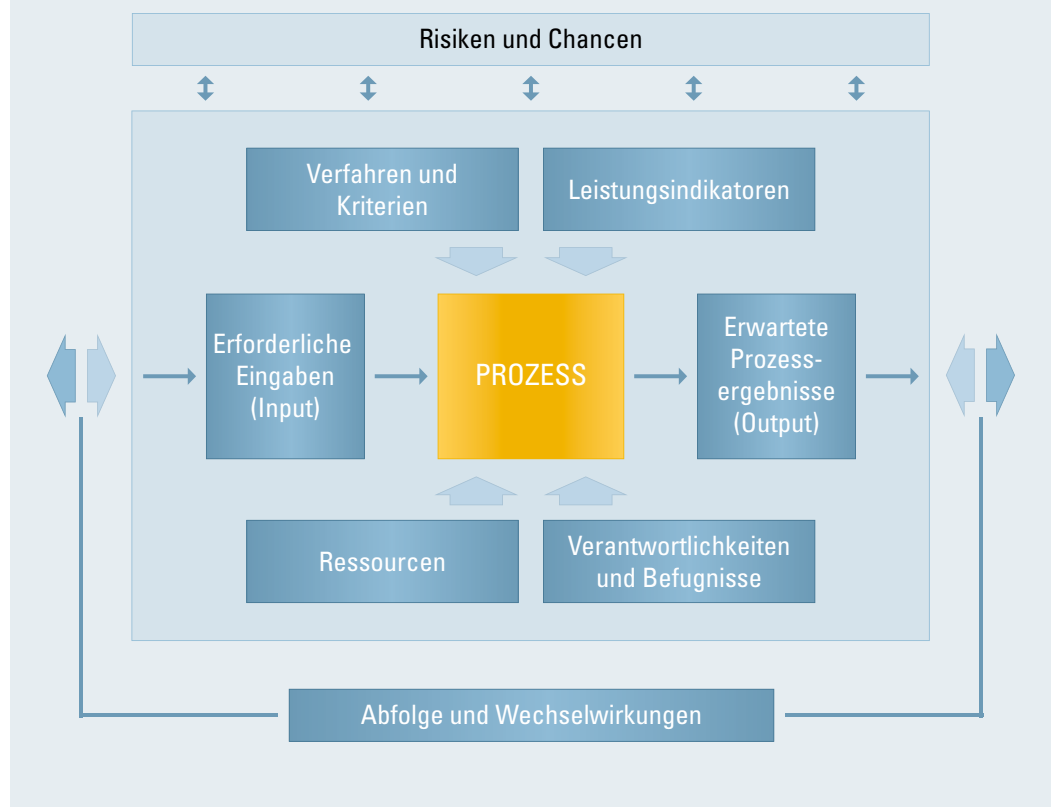 Risiken und Chancen
Verfahren und
Kriterien
Leistungsindikatoren
Erforderliche
Eingaben
(Input)
PROZESS
Erwartete
Prozess-
ergebnisse
(Output)
Ressourcen
Verantwortlichkeiten
und Befugnisse
Abfolge und Wechselwirkungen